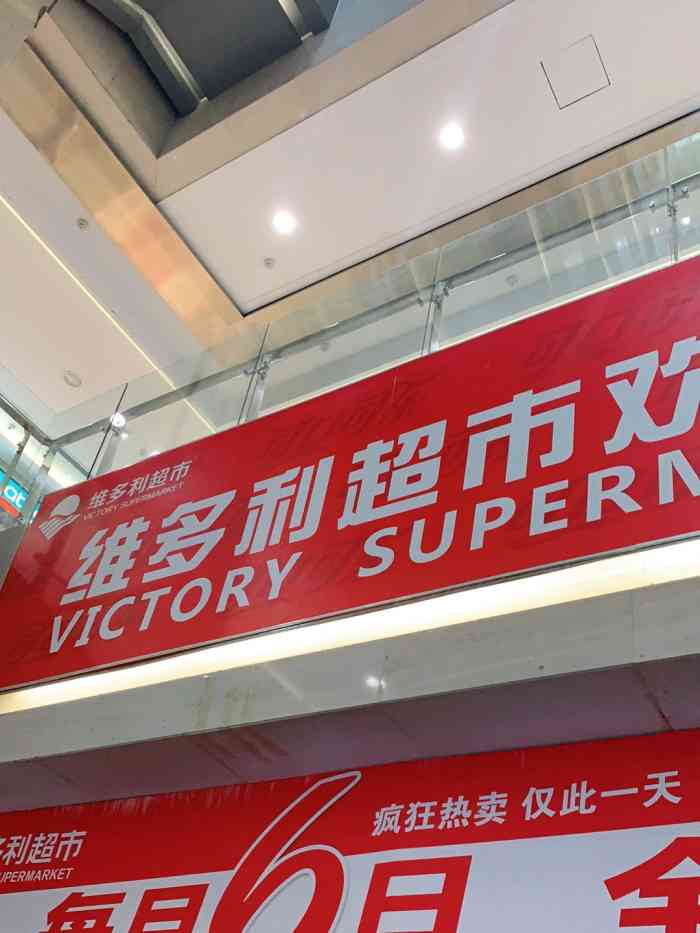 维多利超市
VICTORY SUPERMARKET
维多利超市欢
VICTORY SUPERM
利超市
SUPERMARKET
疯狂热卖 仅此一天
每月6日 全